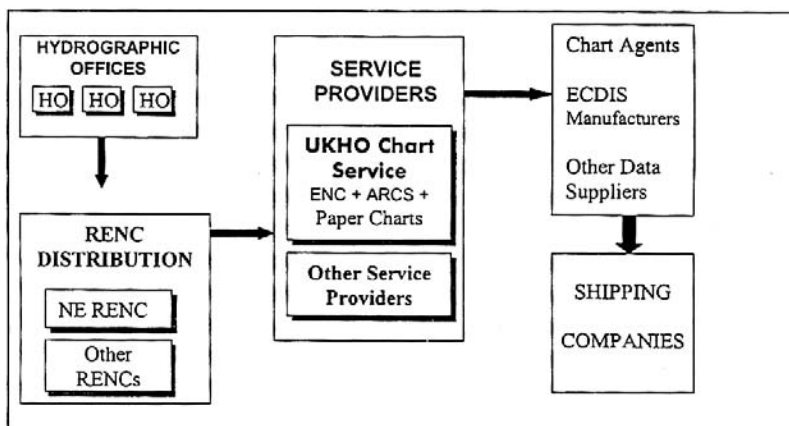 HYDROGRAPHIC
OFFICES
HO HO HO
RENC
DISTRIBUTION
NE RENC
Other
RENCs
SERVICE
PROVIDERS
UKHO Chart
Service
ENC + ARCS +
Paper Charts
Other Service
Providers
Chart Agents
ECDIS
Manufacturers
Other Data
Suppliers
SHIPPING
COMPANIES